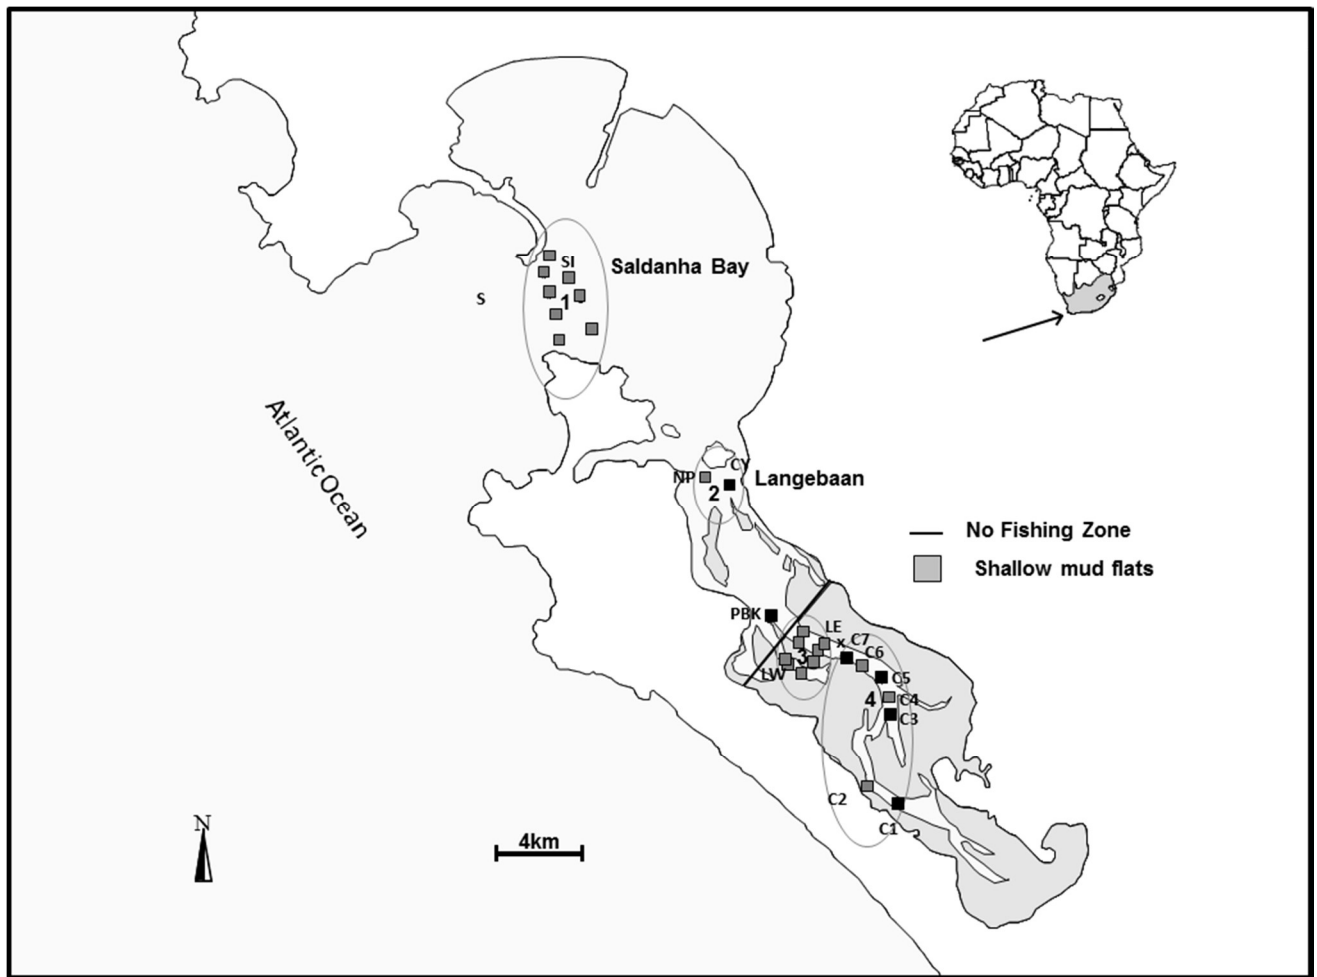 SI
Saldanha Bay
S
1
Atlantic Ocean
CY
NP
Langebaan
2
No Fishing Zone
Shallow mud flats
PBK
LE
x
C7
C6
3
LW
C5
4
C4
C3
C2
C1
N
4km